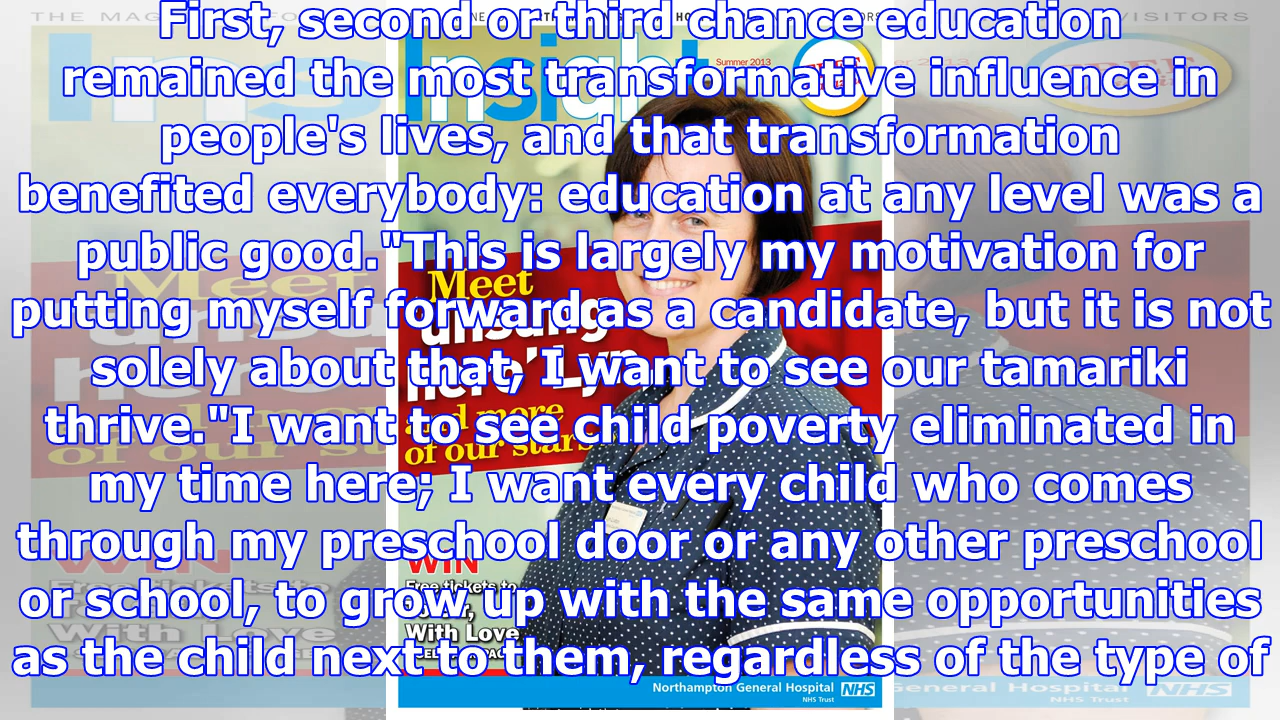 First, second or third chance education
remained the most transformative influence in
people's lives, and that transformation
benefited everybody: education at any level was a
public good."This is largely my motivation for
putting myself forward as a candidate, but it is not
solely about that, 'I want to see our tamariki
thrive."I want to see child poverty eliminated in
my time here; I want every child who comes
through my preschool door or any other preschool
or school, to grow up with the same opportunities
as the child next to them, regardless of the type of
Insight
Summer 2013
Meet
unsung
hero Lyn
and more
of our stars
WIN
Free tickets to
With Love
Northampton General Hospital NHS
NHS Trust